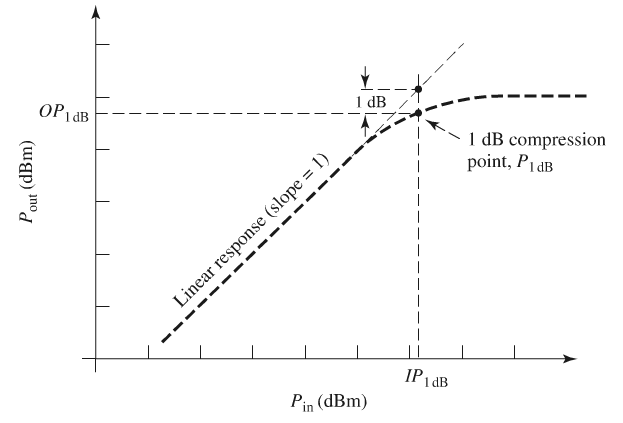 1 dB
OP1 dB
1 dB compression
point, P1 dB
Pout (dBm)
Linear response (slope = 1)
IP1 dB
Pin (dBm)